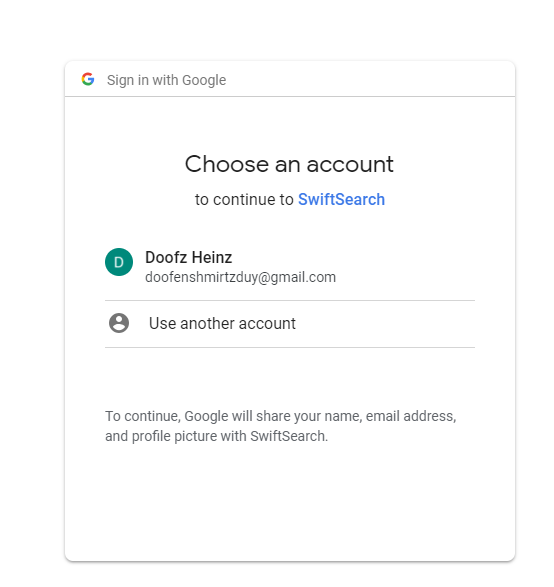 Sign in with Google
Choose an account
to continue to SwiftSearch
D
Doofz Heinz
doofenshmirtzduy@gmail.com
Use another account
To continue, Google will share your name, email address,
and profile picture with SwiftSearch.